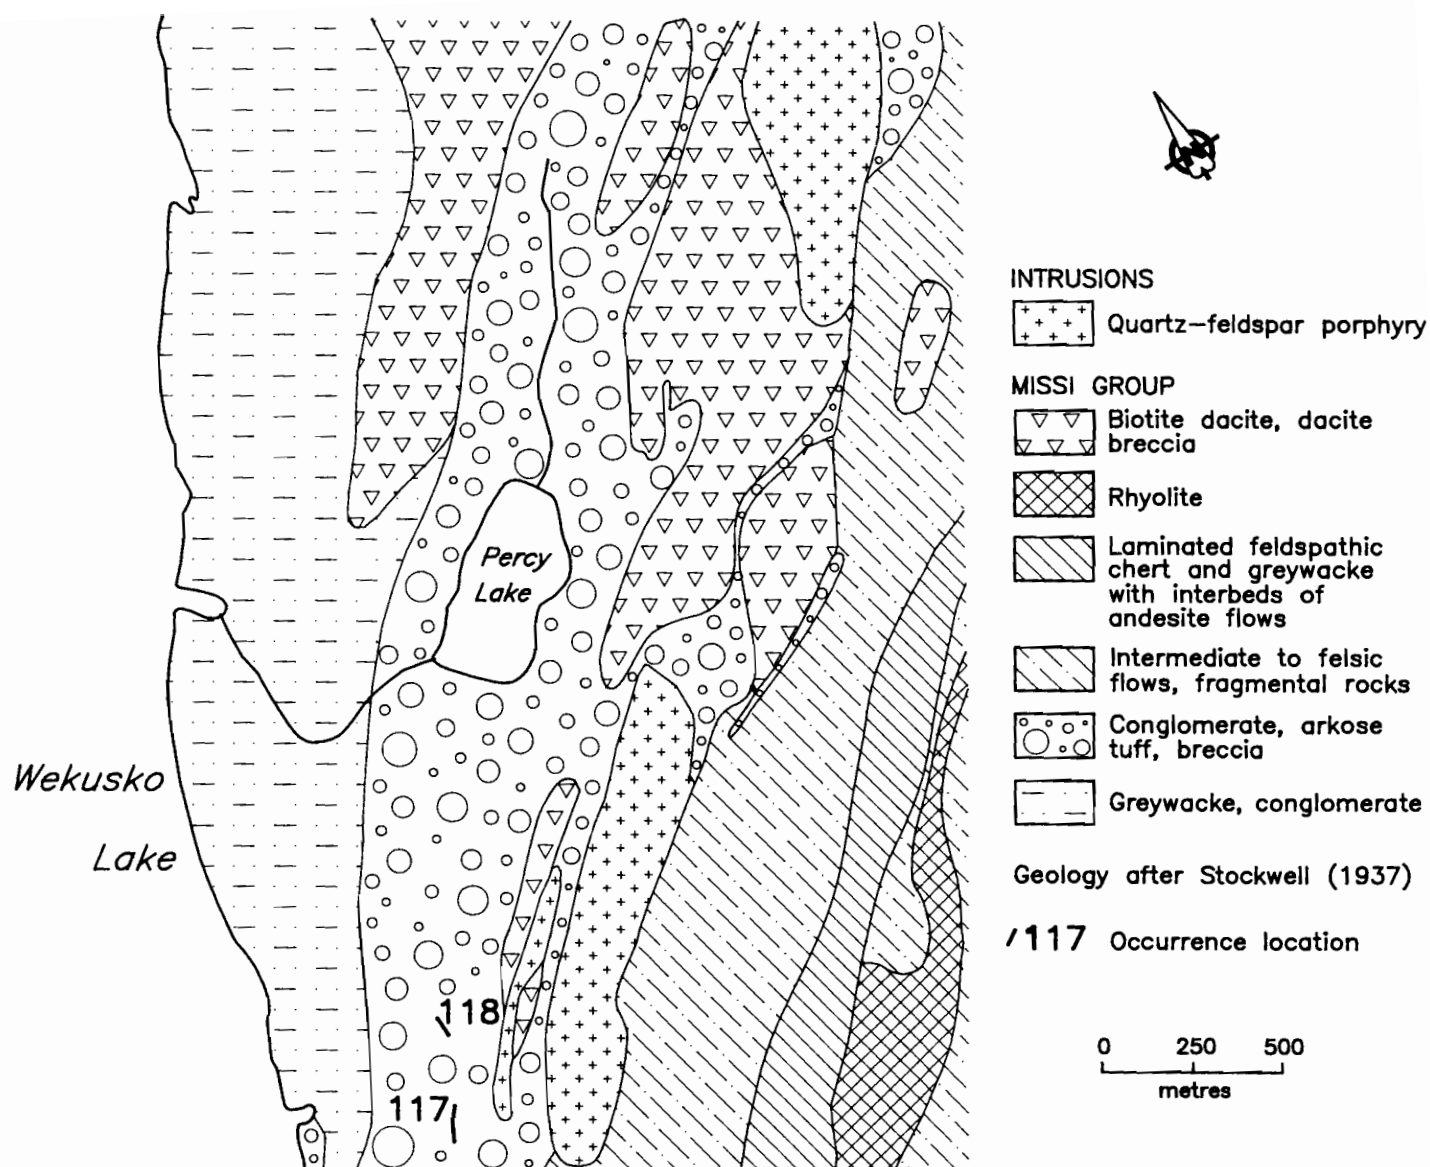 Percy
Lake
Wekusko
Lake
118
117
N
INTRUSIONS
Quartz–feldspar porphyry
MISSI GROUP
Biotite dacite, dacite
breccia
Rhyolite
Laminated feldspathic
chert and greywacke
with interbeds of
andesite flows
Intermediate to felsic
flows, fragmental rocks
Conglomerate, arkose
tuff, breccia
Greywacke, conglomerate
Geology after Stockwell (1937)
117 Occurrence location
0 250 500
metres